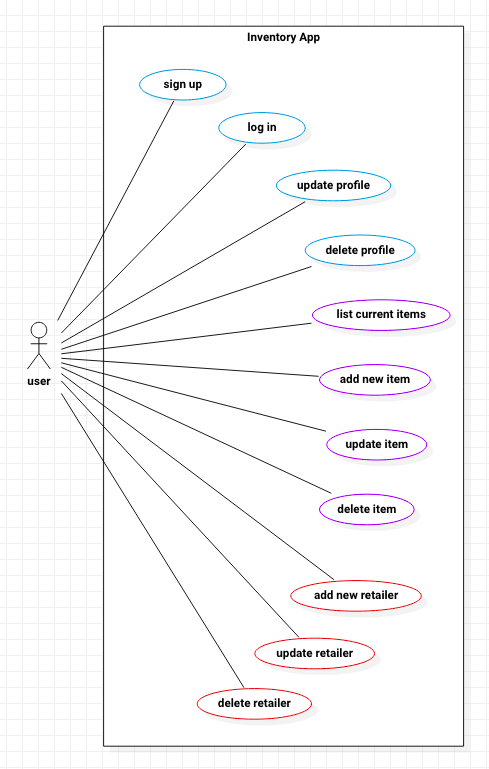 Inventory App
sign up
log in
update profile
delete profile
list current items
add new item
user
update item
delete item
add new retailer
update retailer
delete retailer